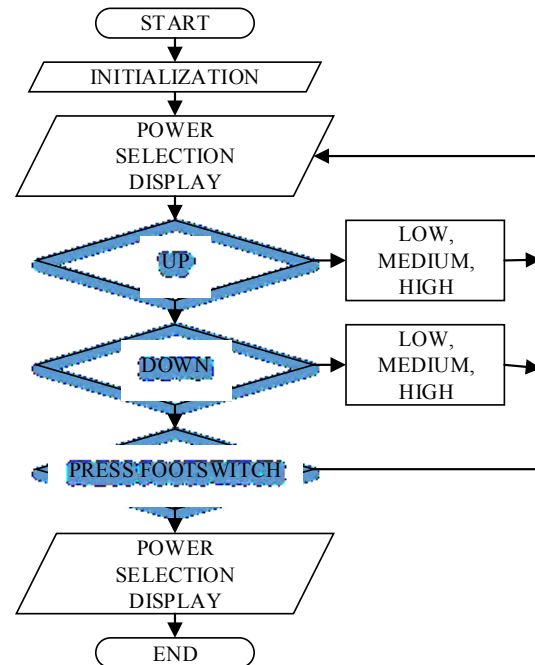 START
INITIALIZATION
POWER
SELECTION
DISPLAY
UP
LOW,
MEDIUM,
HIGH
DOWN
LOW,
MEDIUM,
HIGH
PRESS FOOTSWITCH
POWER
SELECTION
DISPLAY
END